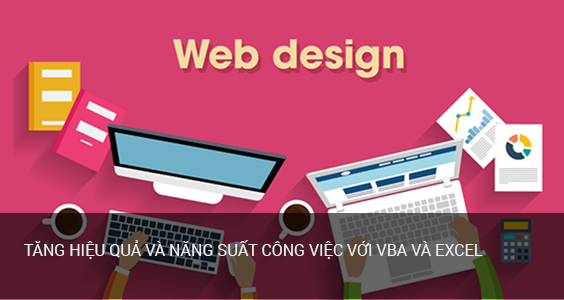 Web design
TĂNG HIỆU QUẢ VÀ NĂNG SUẤT CÔNG VIỆC VỚI VBA VÀ EXCEL